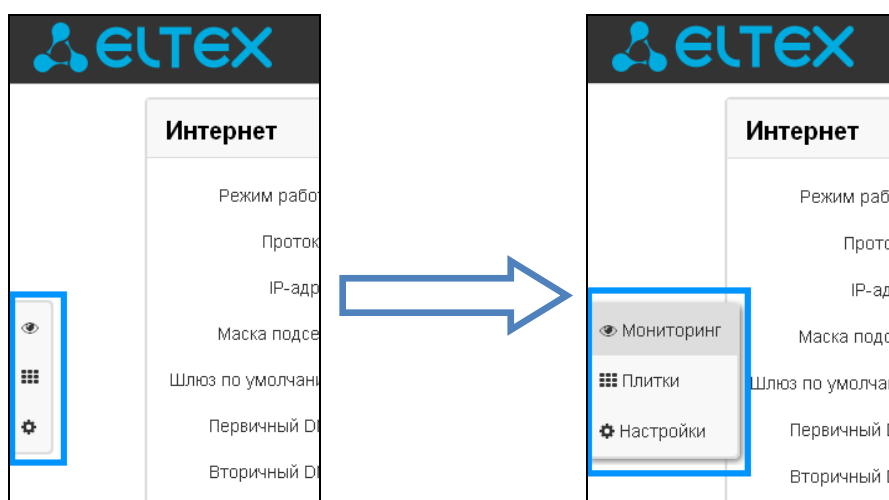 ELTEX
Интернет
Режим рабо
Проток
IP-адр
Маска подсе
Шлюз по умолчани
Первичный D
Вторичный D
ELTEX
Интернет
Режим раб
Прото
IP-ад
Мониторинг
Маска подс
Плитки
Шлюз по умолча
Настройки
Первичный
Вторичный